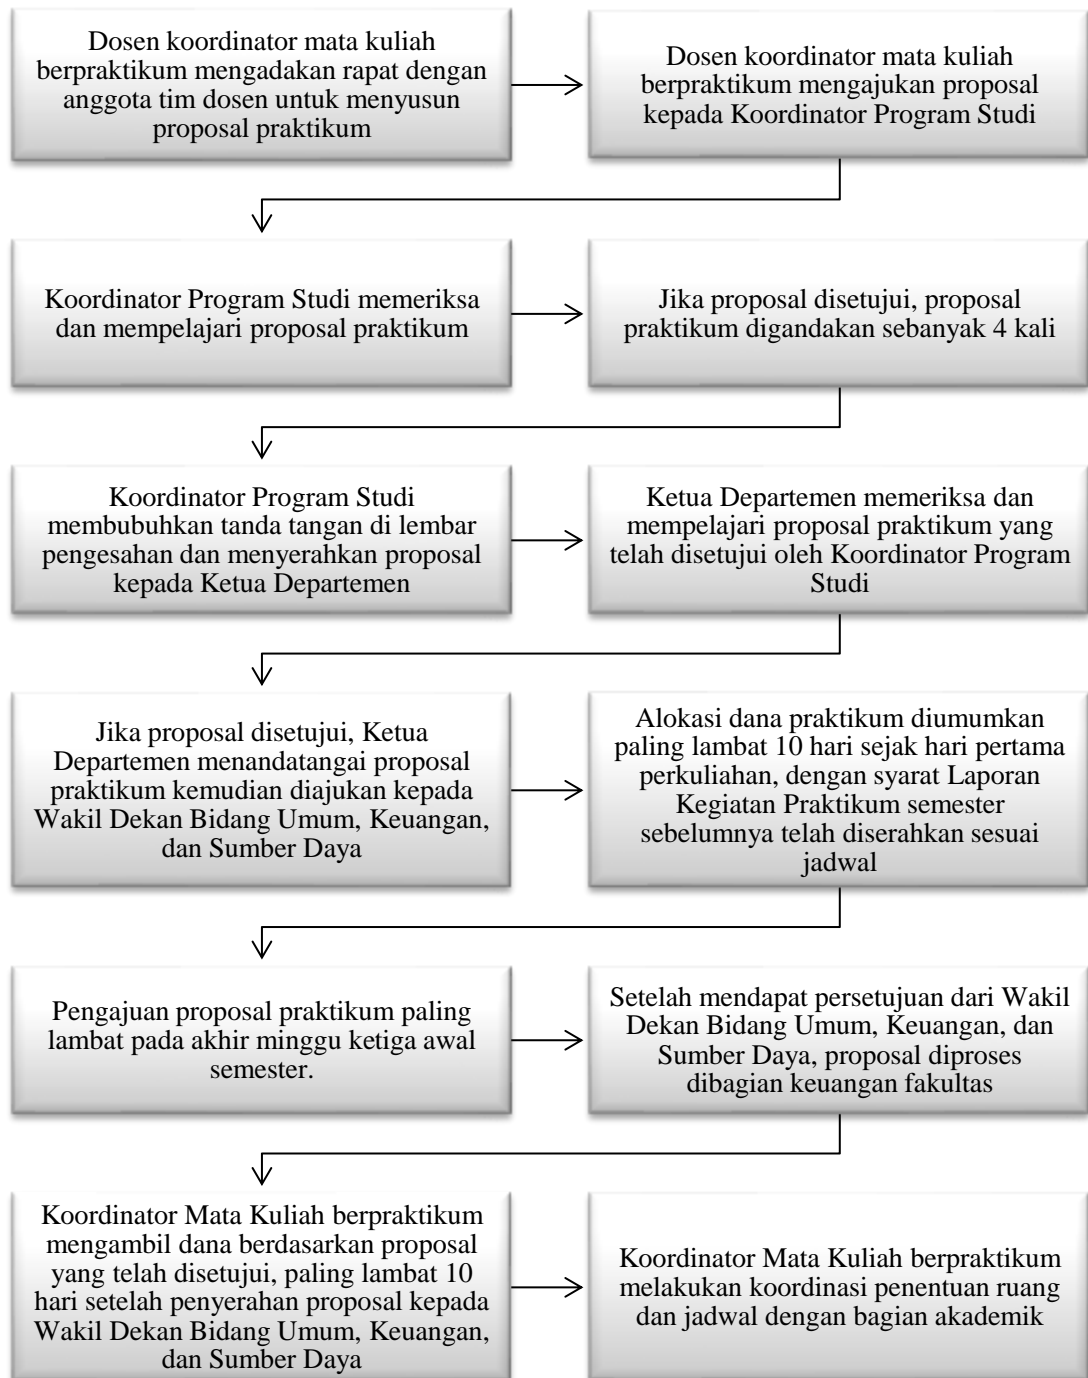 Dosen koordinator mata kuliah
berpraktikum mengadakan rapat dengan
anggota tim dosen untuk menyusun
proposal praktikum
Dosen koordinator mata kuliah
berpraktikum mengajukan proposal
kepada Koordinator Program Studi
Koordinator Program Studi memeriksa
dan mempelajari proposal praktikum
Jika proposal disetujui, proposal
praktikum digandakan sebanyak 4 kali
Koordinator Program Studi
membubuhkan tanda tangan di lembar
pengesahan dan menyerahkan proposal
kepada Ketua Departemen
Ketua Departemen memeriksa dan
mempelajari proposal praktikum yang
telah disetujui oleh Koordinator Program
Studi
Jika proposal disetujui, Ketua
Departemen menandatangai proposal
praktikum kemudian diajukan kepada
Wakil Dekan Bidang Umum, Keuangan,
dan Sumber Daya
Alokasi dana praktikum diumumkan
paling lambat 10 hari sejak hari pertama
perkuliahan, dengan syarat Laporan
Kegiatan Praktikum semester
sebelumnya telah diserahkan sesuai
jadwal
Pengajuan proposal praktikum paling
lambat pada akhir minggu ketiga awal
semester.
Setelah mendapat persetujuan dari Wakil
Dekan Bidang Umum, Keuangan, dan
Sumber Daya, proposal diproses
dibagian keuangan fakultas
Koordinator Mata Kuliah berpraktikum
mengambil dana berdasarkan proposal
yang telah disetujui, paling lambat 10
hari setelah penyerahan proposal kepada
Wakil Dekan Bidang Umum, Keuangan,
dan Sumber Daya
Koordinator Mata Kuliah berpraktikum
melakukan koordinasi penentuan ruang
dan jadwal dengan bagian akademik